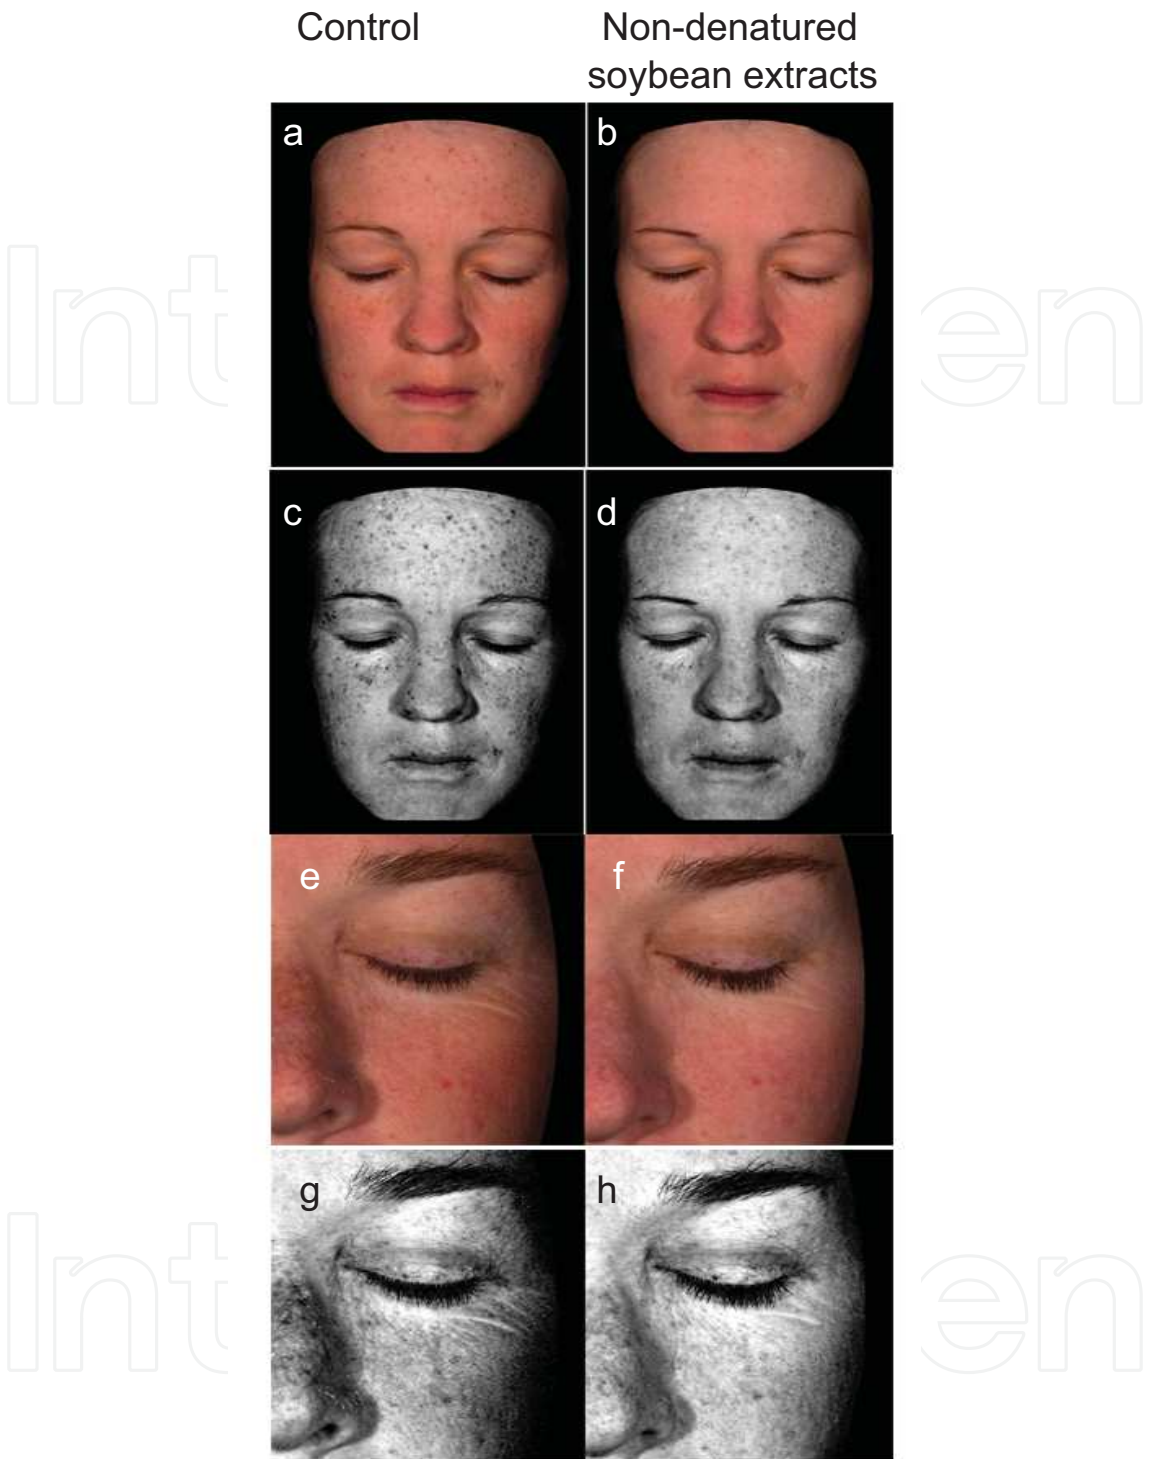 Control
Non-denatured
soybean extracts
a
b
c
d
e
f
g
h
Int
en
Int
en